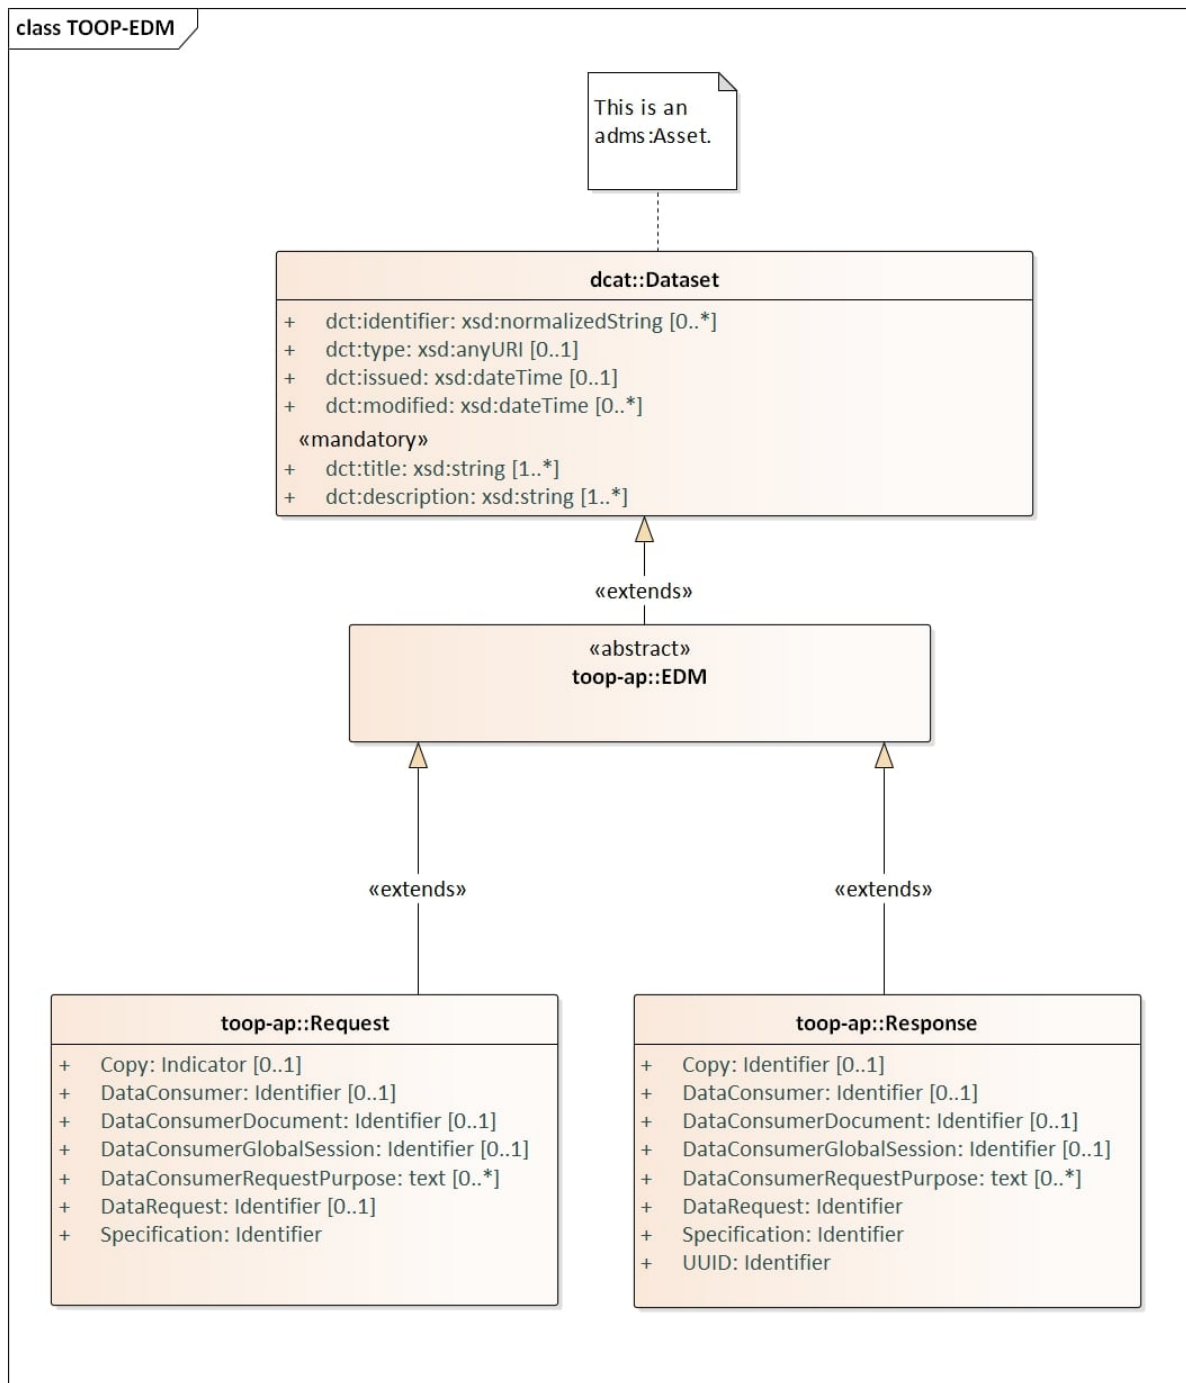 class TOOP-EDM
This is an
adms:Asset.
dcat::Dataset
+ dct:identifier: xsd:normalizedString [0..*]
+ dct:type: xsd:anyURI [0..1]
+ dct:issued: xsd:dateTime [0..1]
+ dct:modified: xsd:dateTime [0..*]
«mandatory»
+ dct:title: xsd:string [1..*]
+ dct:description: xsd:string [1..*]
«extends»
«abstract»
toop-ap::EDM
«extends»
«extends»
toop-ap::Request
+ Copy: Indicator [0..1]
+ DataConsumer: Identifier [0..1]
+ DataConsumerDocument: Identifier [0..1]
+ DataConsumerGlobalSession: Identifier [0..1]
+ DataConsumerRequestPurpose: text [0..*]
+ DataRequest: Identifier [0..1]
+ Specification: Identifier
toop-ap::Response
+ Copy: Identifier [0..1]
+ DataConsumer: Identifier [0..1]
+ DataConsumerDocument: Identifier [0..1]
+ DataConsumerGlobalSession: Identifier [0..1]
+ DataConsumerRequestPurpose: text [0..*]
+ DataRequest: Identifier
+ Specification: Identifier
+ UUID: Identifier